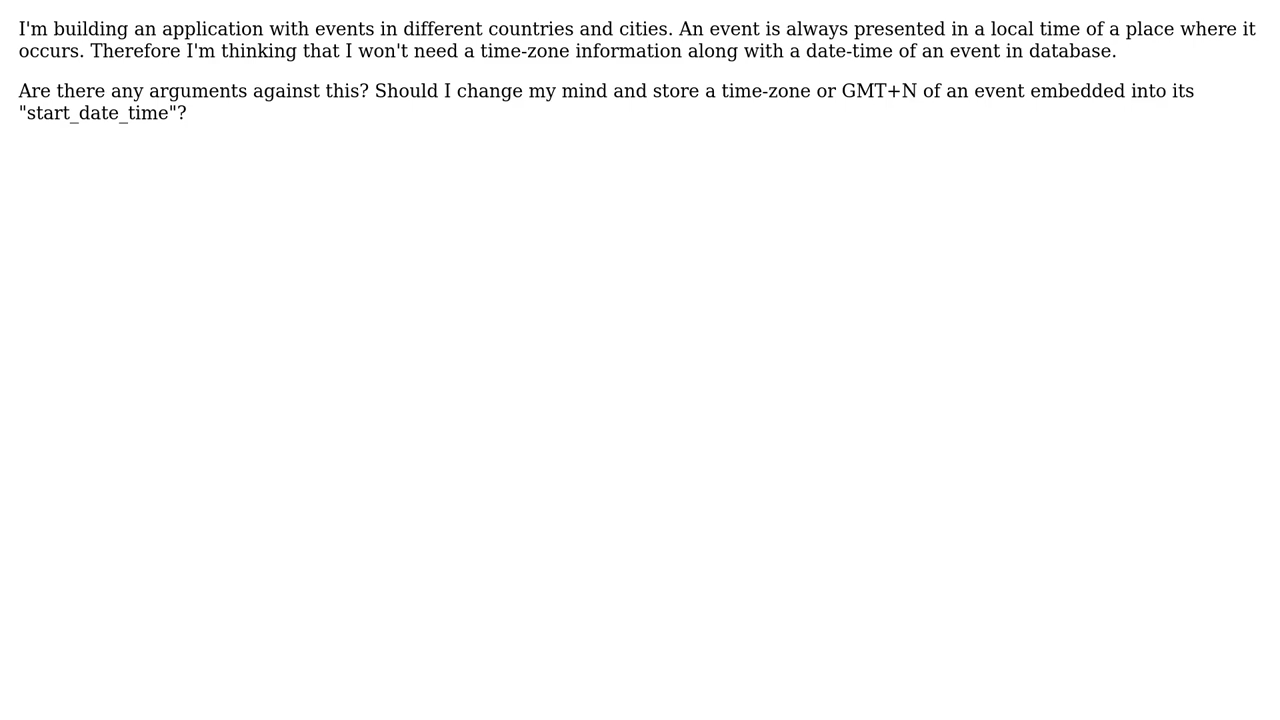 I'm building an application with events in different countries and cities. An event is always presented in a local time of a place where it
occurs. Therefore I'm thinking that I won't need a time-zone information along with a date-time of an event in database.
Are there any arguments against this? Should I change my mind and store a time-zone or GMT+N of an event embedded into its
"start_date_time"?